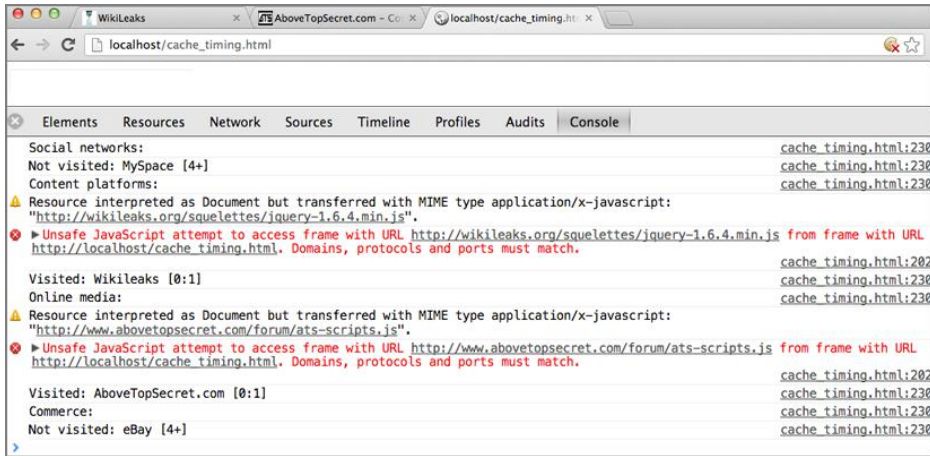 WikiLeaks
AboveTopSecret.com – Co
localhost/cache_timing.ht
localhost/cache_timing.html
Elements Resources Network Sources Timeline Profiles Audits Console
Social networks: cache_timing.html:230
Not visited: MySpace [4+] cache_timing.html:230
Content platforms: cache_timing.html:230
Resource interpreted as Document but transferred with MIME type application/x-javascript:
"http://wikileaks.org/squelettes/jquery-1.6.4.min.js".
Unsafe JavaScript attempt to access frame with URL http://wikileaks.org/squelettes/jquery-1.6.4.min.js from frame with URL
http://localhost/cache_timing.html. Domains, protocols and ports must match.
cache_timing.html:202
Visited: Wikileaks [0:1] cache_timing.html:230
Online media: cache_timing.html:230
Resource interpreted as Document but transferred with MIME type application/x-javascript:
"http://www.abovetopsecret.com/forum/ats-scripts.js".
Unsafe JavaScript attempt to access frame with URL http://www.abovetopsecret.com/forum/ats-scripts.js from frame with URL
http://localhost/cache_timing.html. Domains, protocols and ports must match.
cache_timing.html:202
Visited: AboveTopSecret.com [0:1] cache_timing.html:230
Commerce: cache_timing.html:230
Not visited: eBay [4+] cache_timing.html:230